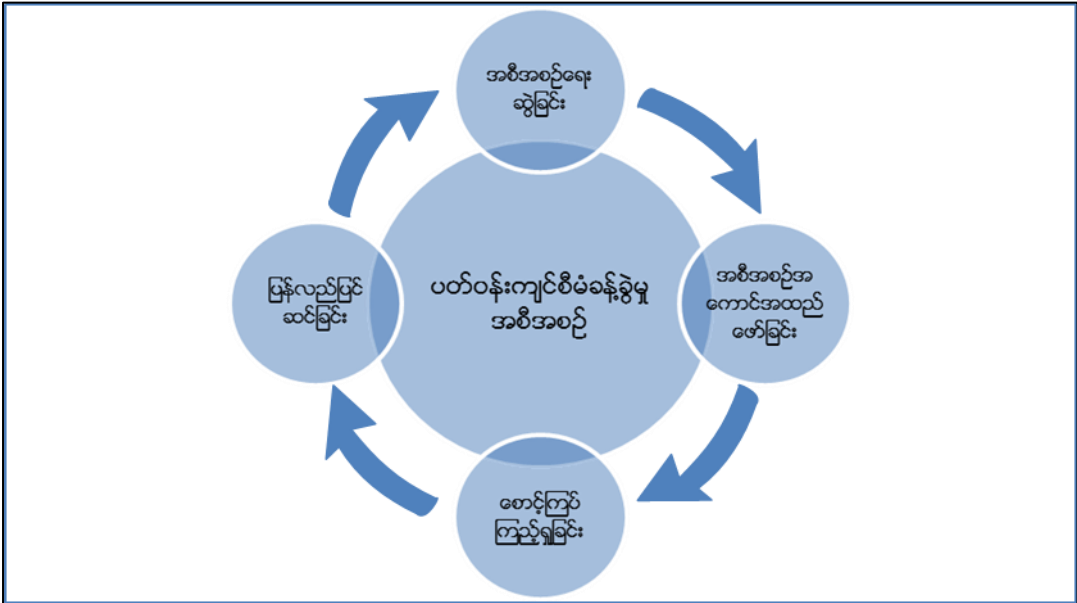 အစီအစဉ်ရေး
ဆွဲခြင်း
အစီအစဉ်အ
ကောင်အထည်
ဖော်ခြင်း
စောင့်ကြပ်
ကြည့်ရှုခြင်း
ပြန်လည်ပြင်
ဆင်ခြင်း
ပတ်ဝန်းကျင်စီမံခန့်ခွဲမှု
အစီအစဉ်